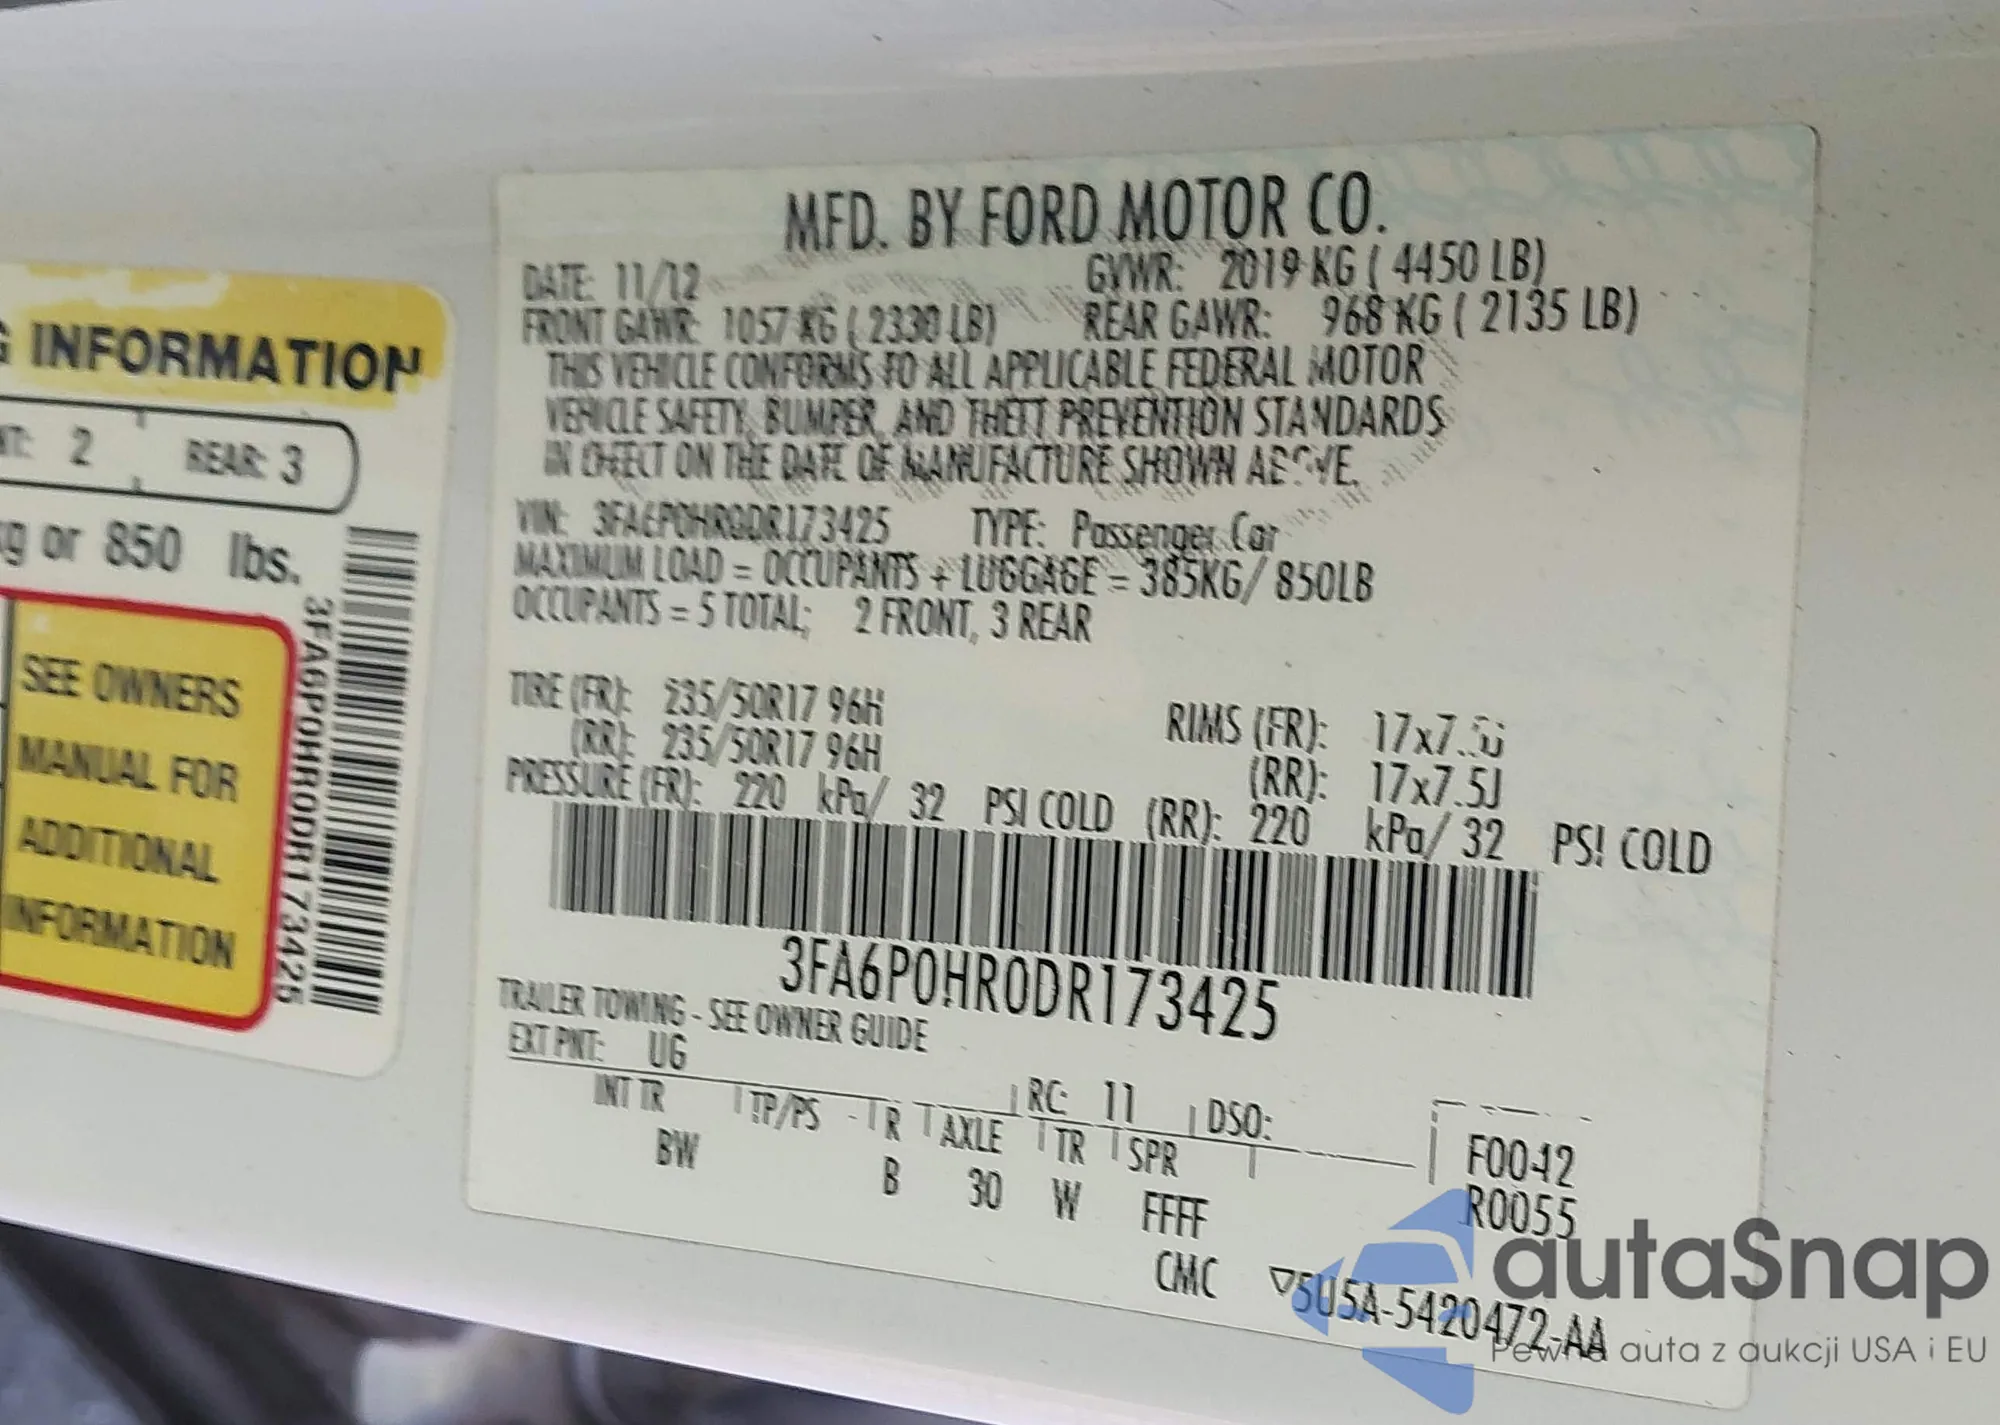 G INFORMATION
2 REAR: 3
kg or 850 lbs.
SEE OWNERS
MANUAL FOR
ADDITIONAL
INFORMATION
3FA6P0HR0DR173425
MFD. BY FORD MOTOR CO.
DATE: 11/12 GVWR: 2019 KG ( 4450 LB)
FRONT GAWR: 1057 KG ( 2330 LB) REAR GAWR: 968 KG ( 2135 LB)
THIS VEHICLE CONFORMS TO ALL APPLICABLE FEDERAL MOTOR
VEHICLE SAFETY, BUMPER, AND THEFT PREVENTION STANDARDS
IN EFFECT ON THE DATE OF MANUFACTURE SHOWN ABOVE.
VIN: 3FA6P0HR0DR173425 TYPE: Passenger Car
MAXIMUM LOAD = OCCUPANTS + LUGGAGE = 385KG/ 850LB
OCCUPANTS = 5 TOTAL; 2 FRONT, 3 REAR
TIRE (FR): 235/50R17 96H RIMS (FR): 17x7.5J
(RR): 235/50R17 96H (RR): 17x7.5J
PRESSURE (FR): 220 kPa/ 32 PSI COLD (RR): 220 kPa/ 32 PSI COLD
3FA6P0HR0DR173425
TRAILER TOWING - SEE OWNER GUIDE
EXT PNT: UG RC: 11 DSO:
INT TR TP/PS R AXLE TR SPR F0042
BW B 30 W FFFF R0055
CMC ▽5U5A-5420472-AA
autaSnap
Pewne auta z aukcji USA i EU